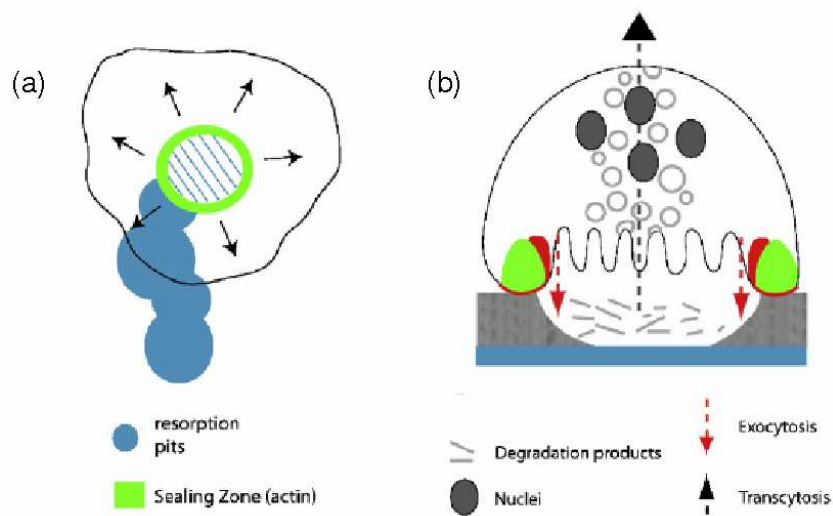 (a)
(b)
resorption
pits
Sealing Zone (actin)
Degradation products
Nuclei
Exocytosis
Transcytosis